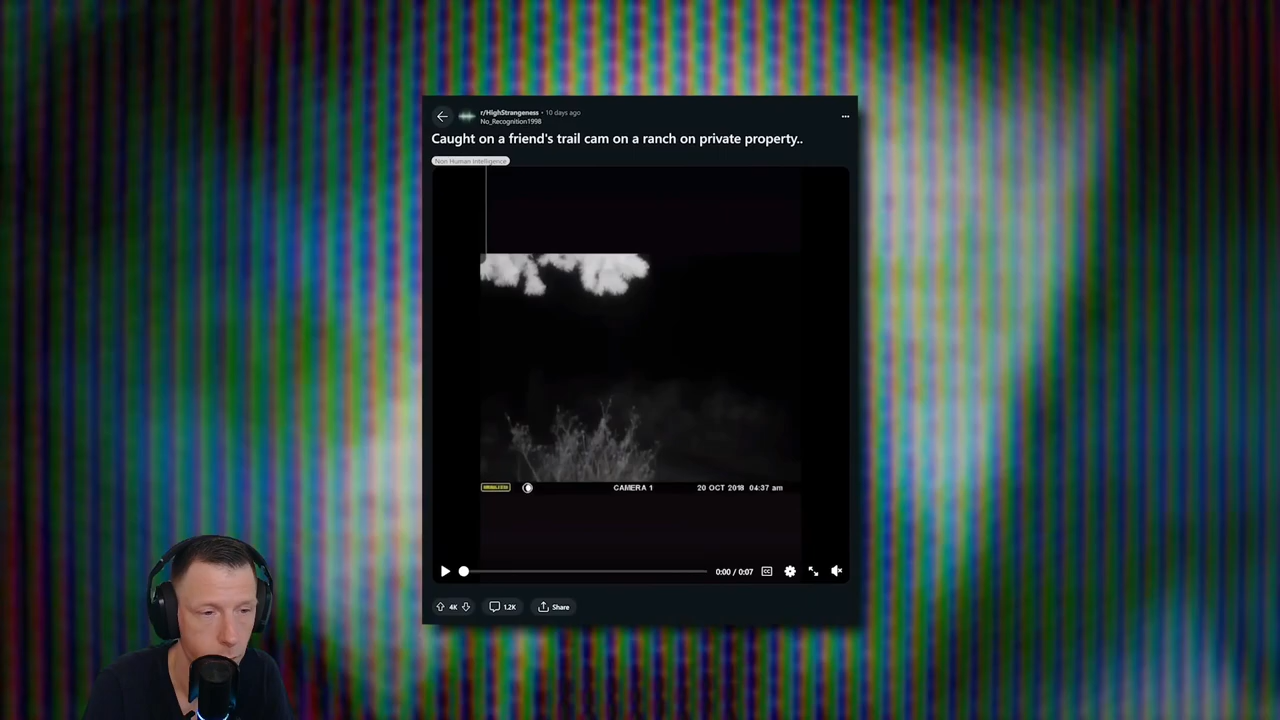 r/HighStrangeness • 10 days ago
No_Recognition1998
Caught on a friend's trail cam on a ranch on private property..
Non Human Intelligence
CAMERA 1 20 OCT 2018 04:37 am
0:00 / 0:07 CC
4K 1.2K Share